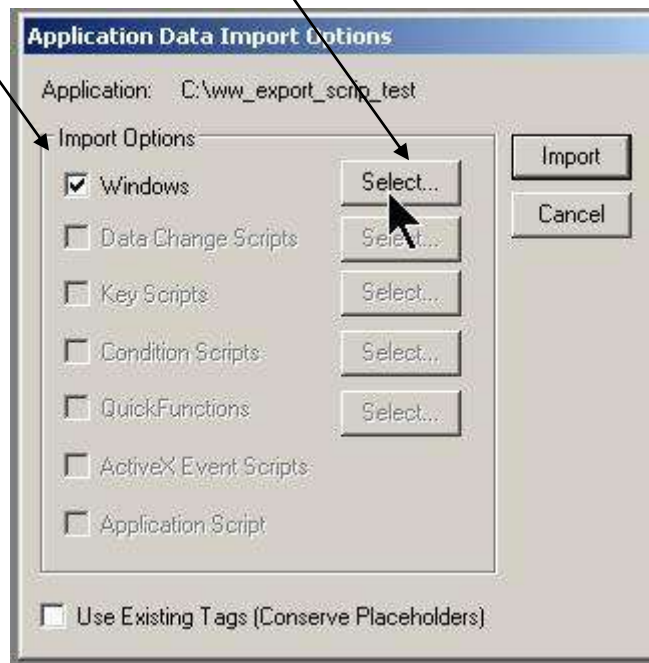 Application Data Import Options
Application: C:\ww_export_scrip_test
Import Options
Import
Windows Select...
Cancel
Data Change Scripts Select...
Key Scripts Select...
Condition Scripts Select...
QuickFunctions Select...
ActiveX Event Scripts
Application Script
Use Existing Tags (Conserve Placeholders)